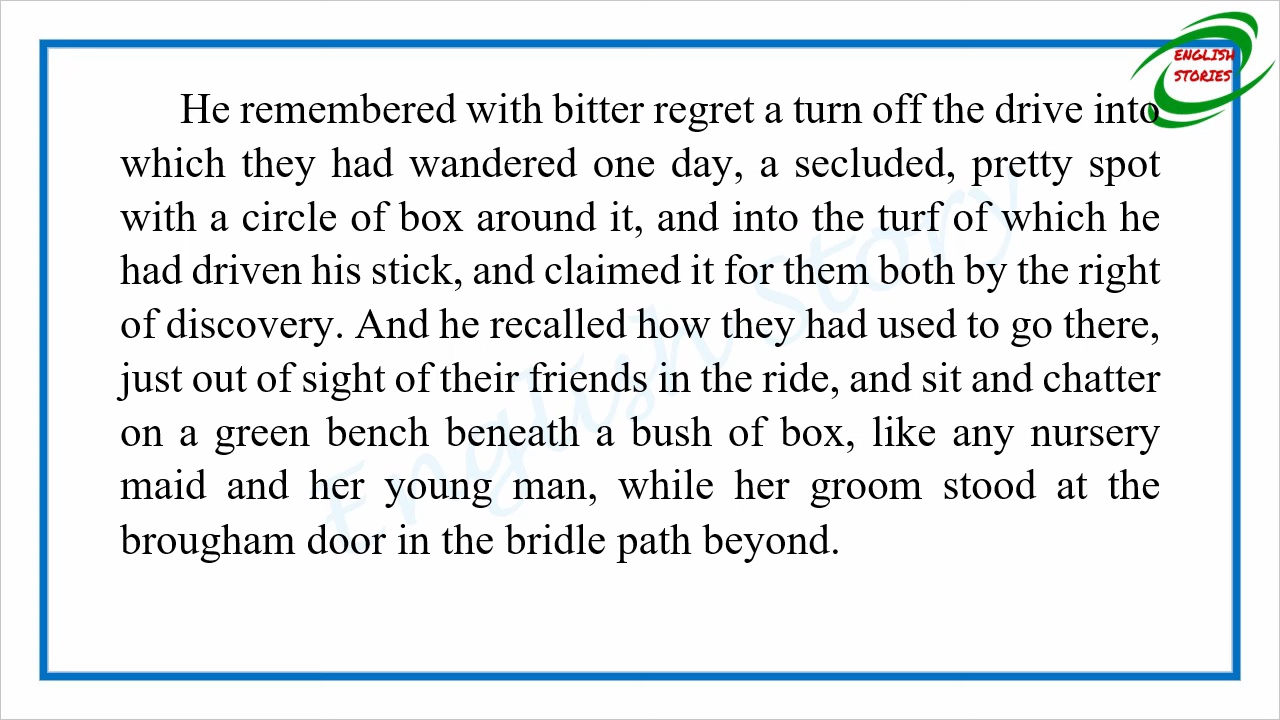 ENGLISH
STORIES
He remembered with bitter regret a turn off the drive into
which they had wandered one day, a secluded, pretty spot
with a circle of box around it, and into the turf of which he
had driven his stick, and claimed it for them both by the right
of discovery. And he recalled how they had used to go there,
just out of sight of their friends in the ride, and sit and chatter
on a green bench beneath a bush of box, like any nursery
maid and her young man, while her groom stood at the
brougham door in the bridle path beyond.
English Story